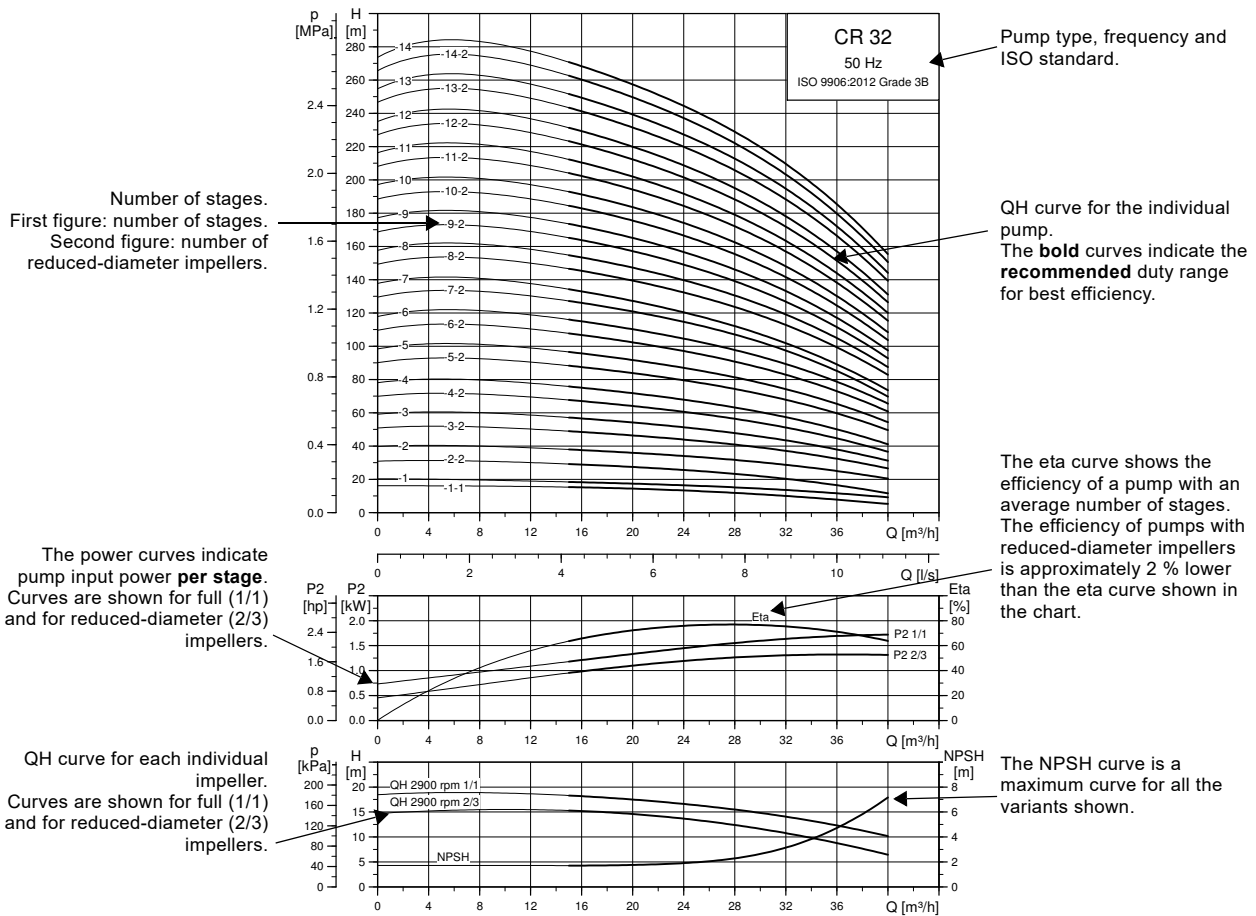 p
[MPa]
H
[m]
280
260
240
220
200
180
160
140
120
100
80
60
40
20
0
2.4
2.0
1.6
1.2
0.8
0.4
0.0
-14
-14-2
-13
-13-2
-12
-12-2
-11
-11-2
-10
-10-2
-9
-9-2
-8
-8-2
-7
-7-2
-6
-6-2
-5
-5-2
-4
-4-2
-3
-3-2
-2
-2-2
-1
-1-1
CR 32
50 Hz
ISO 9906:2012 Grade 3B
Pump type, frequency and
ISO standard.
Number of stages.
First figure: number of stages.
Second figure: number of
reduced-diameter impellers.
QH curve for the individual
pump.
The bold curves indicate the
recommended duty range
for best efficiency.
0 4 8 12 16 20 24 28 32 36 Q [m³/h]
0 2 4 6 8 10 Q [l/s]
The eta curve shows the
efficiency of a pump with an
average number of stages.
The efficiency of pumps with
reduced-diameter impellers
is approximately 2 % lower
than the eta curve shown in
the chart.
The power curves indicate
pump input power per stage.
Curves are shown for full (1/1)
and for reduced-diameter (2/3)
impellers.
P2
[hp]
2.4
1.6
0.8
0.0
P2
[kW]
2.0
1.5
1.0
0.5
0.0
Eta
P2 1/1
P2 2/3
Eta
[%]
80
60
40
20
0
0 4 8 12 16 20 24 28 32 36 Q [m³/h]
QH curve for each individual
impeller.
Curves are shown for full (1/1)
and for reduced-diameter (2/3)
impellers.
p
[kPa]
200
160
120
80
40
0
H
[m]
20
15
10
5
0
QH 2900 rpm 1/1
QH 2900 rpm 2/3
NPSH
NPSH
[m]
8
6
4
2
0
0 4 8 12 16 20 24 28 32 36 Q [m³/h]
The NPSH curve is a
maximum curve for all the
variants shown.